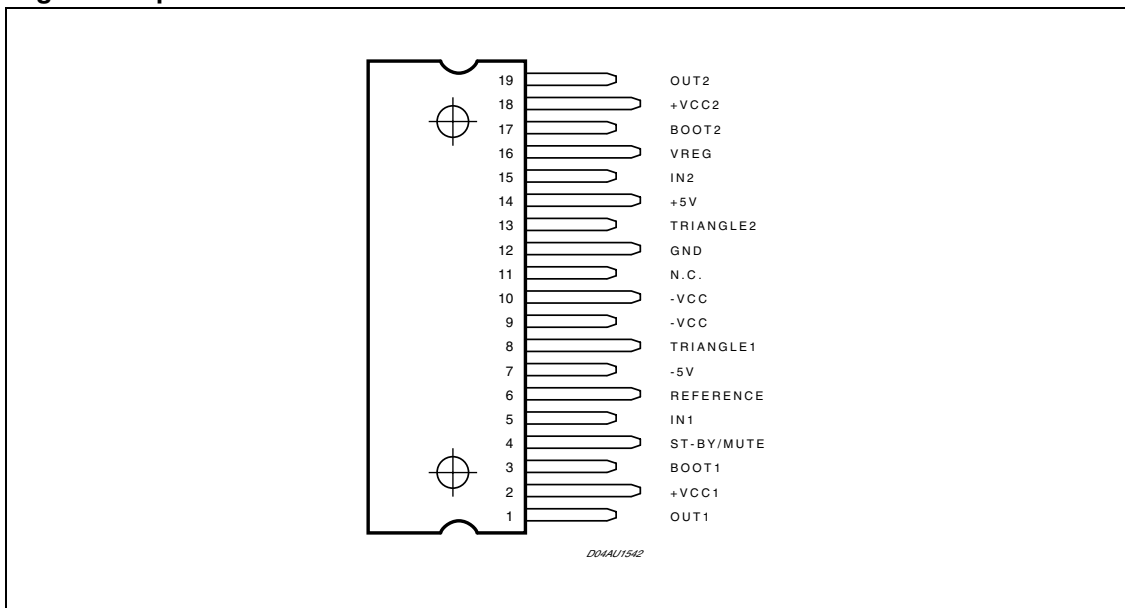 19 OUT2
18 +VCC2
17 BOOT2
16 VREG
15 IN2
14 +5V
13 TRIANGLE2
12 GND
11 N.C.
10 -VCC
9 -VCC
8 TRIANGLE1
7 -5V
6 REFERENCE
5 IN1
4 ST-BY/MUTE
3 BOOT1
2 +VCC1
1 OUT1
D04AU1542